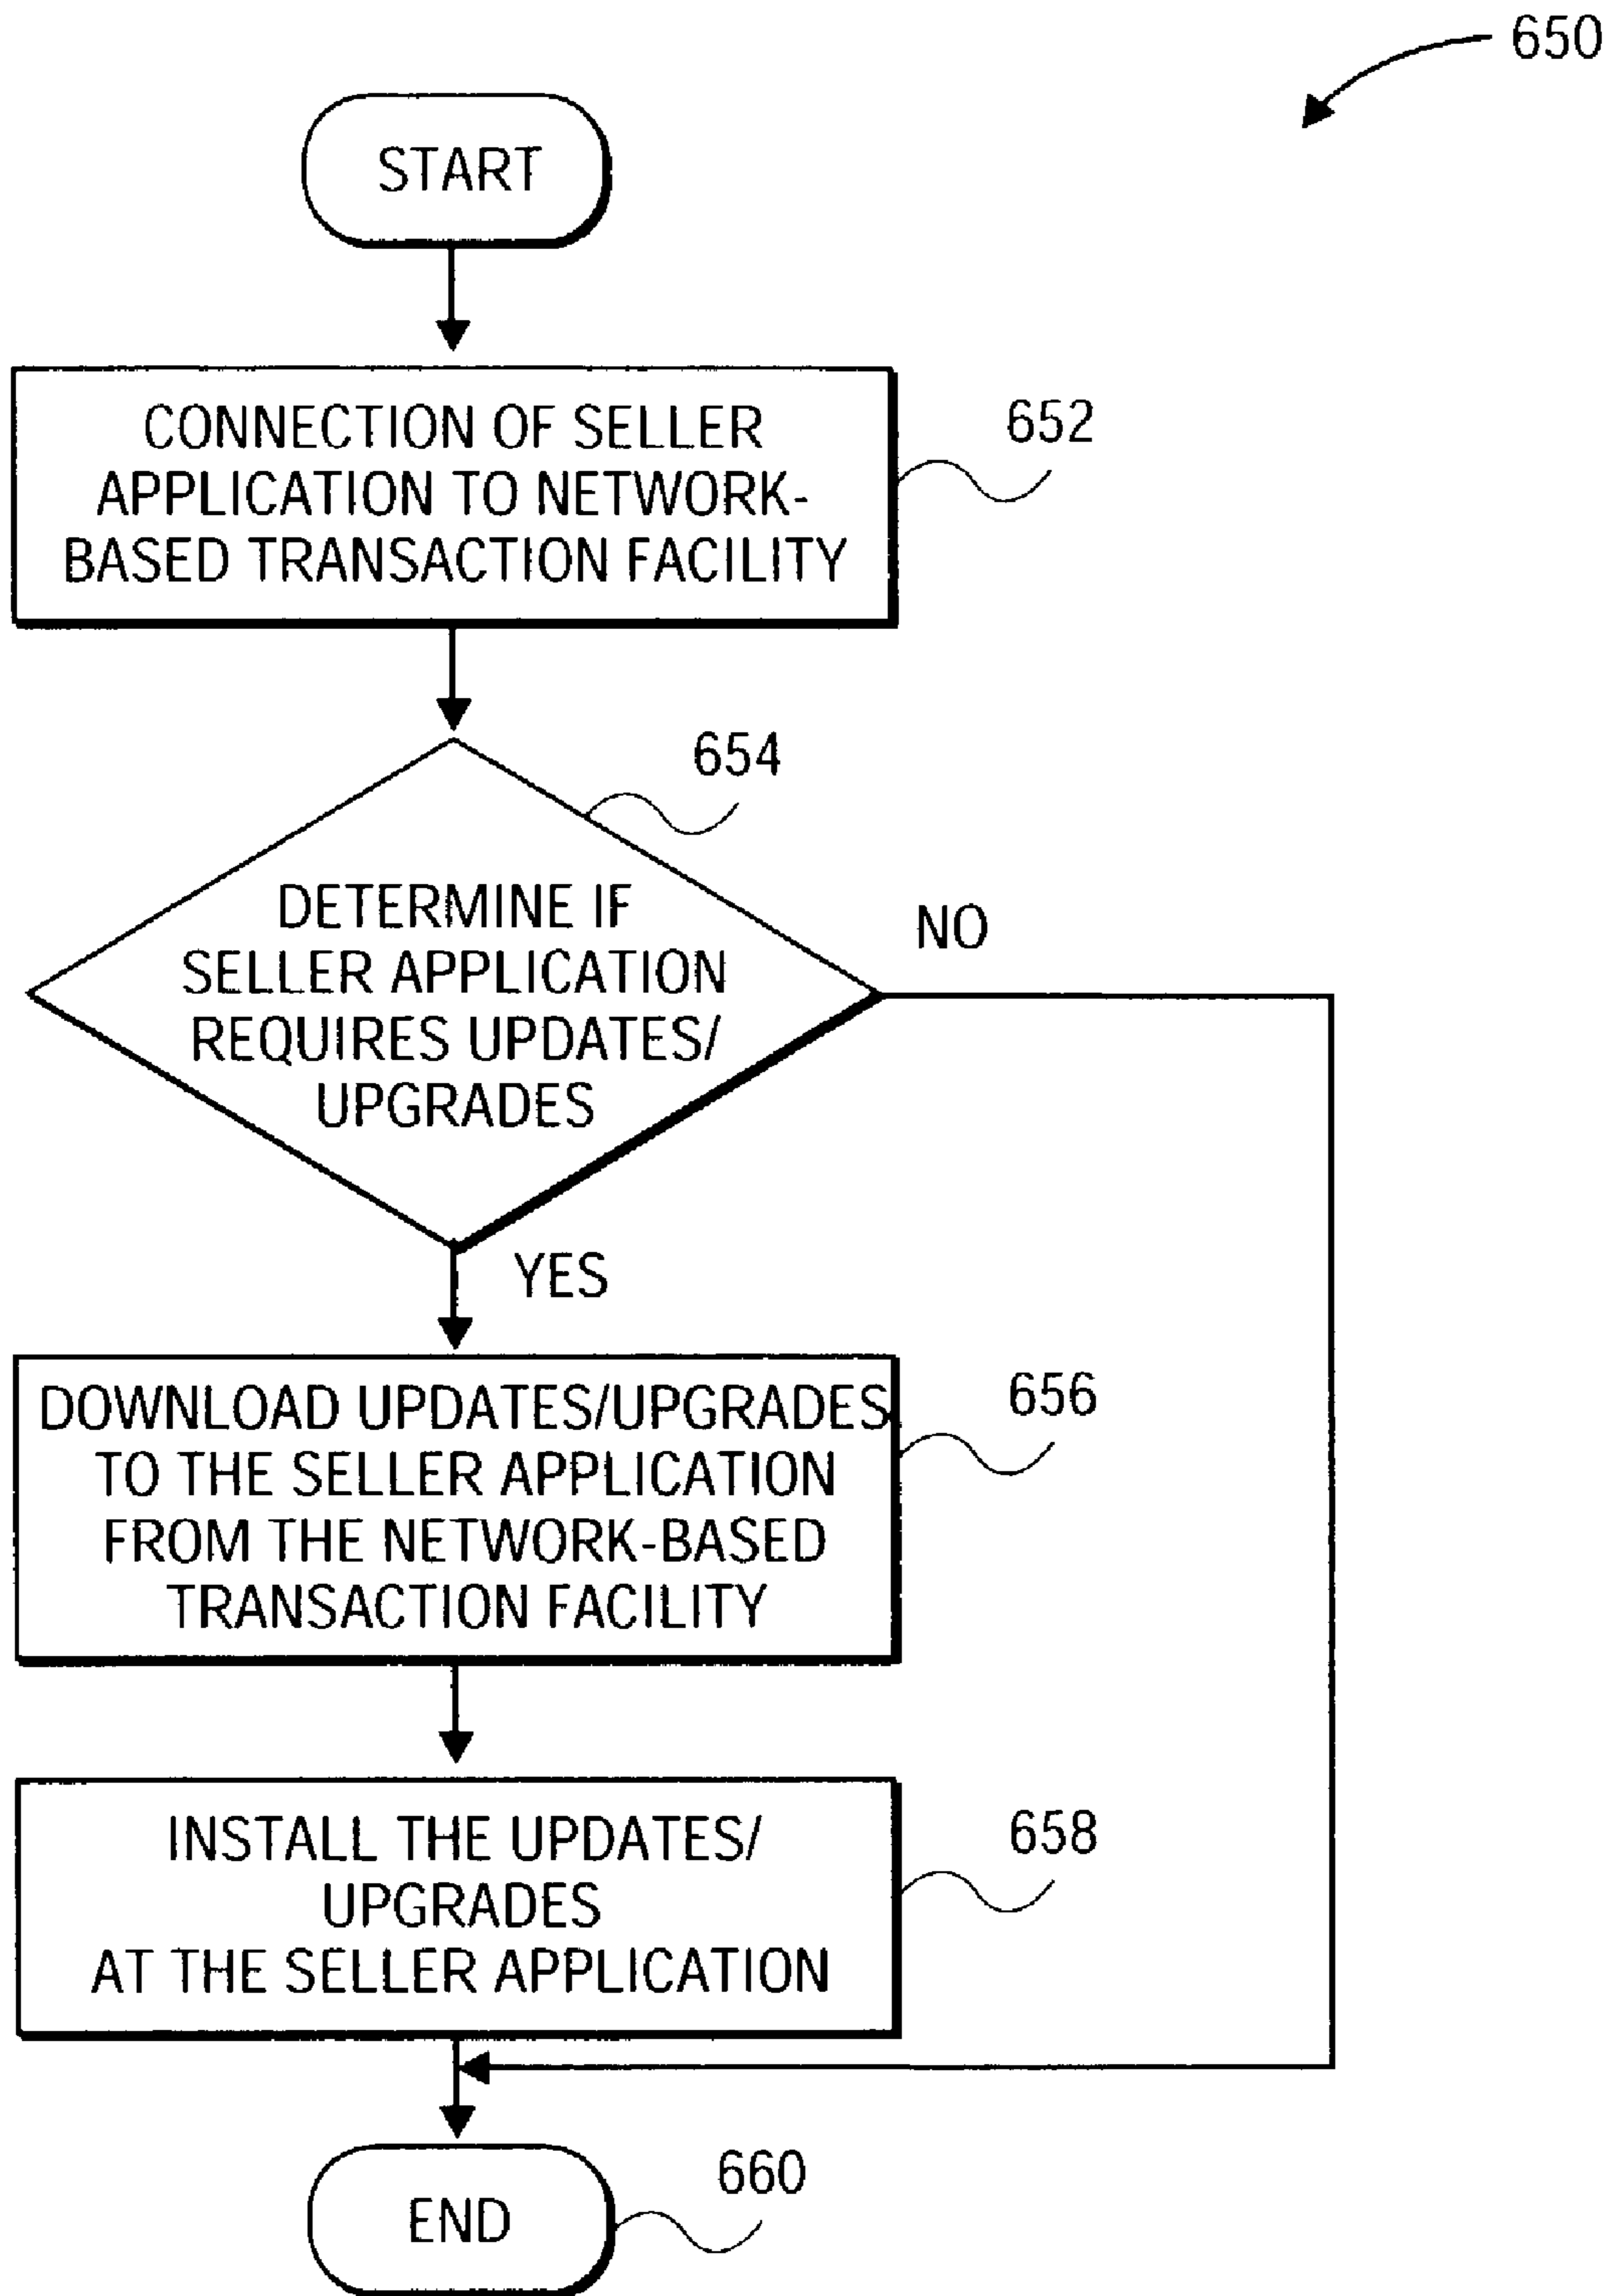 650
START
CONNECTION OF SELLER
APPLICATION TO NETWORK-
BASED TRANSACTION FACILITY
652
654
DETERMINE IF
SELLER APPLICATION
REQUIRES UPDATES/
UPGRADES
NO
YES
DOWNLOAD UPDATES/UPGRADES
TO THE SELLER APPLICATION
FROM THE NETWORK-BASED
TRANSACTION FACILITY
656
INSTALL THE UPDATES/
UPGRADES
AT THE SELLER APPLICATION
658
END
660